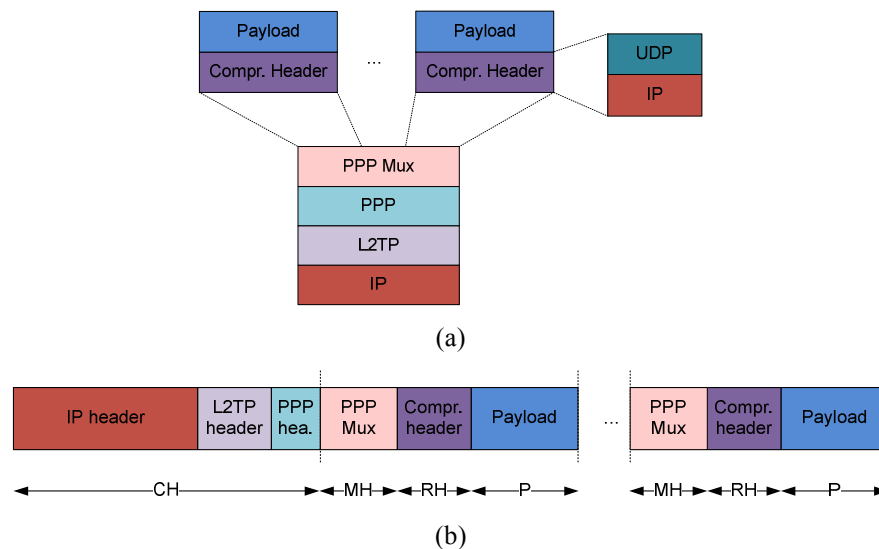 Payload
Payload
Compr. Header
...
Compr. Header
UDP
IP
PPP Mux
PPP
L2TP
IP
(a)
IP header
L2TP header
PPP hea.
PPP Mux
Compr. header
Payload
...
PPP Mux
Compr. header
Payload
CH
MH
RH
P
MH
RH
P
(b)